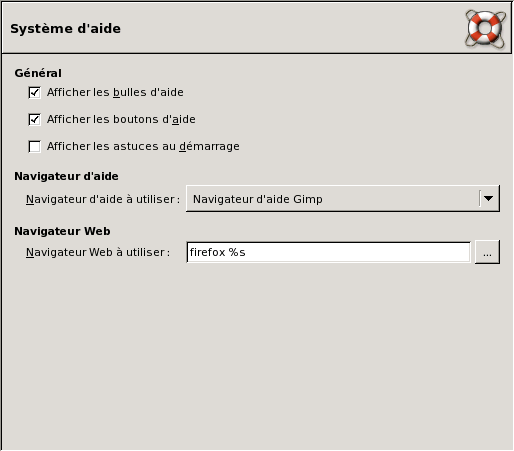 Système d'aide
Général
Afficher les bulles d'aide
Afficher les boutons d'aide
Afficher les astuces au démarrage
Navigateur d'aide
Navigateur d'aide à utiliser : Navigateur d'aide Gimp
Navigateur Web
Navigateur Web à utiliser : firefox %s ...